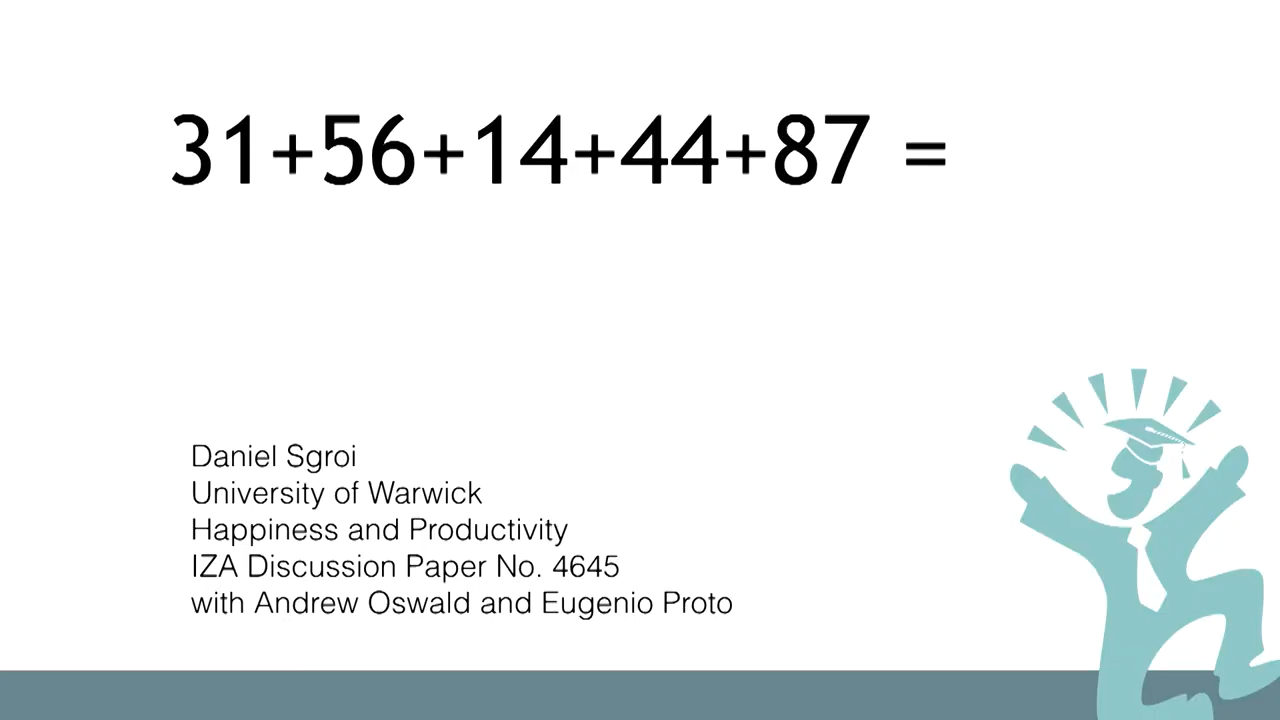 31+56+14+44+87 =
Daniel Sgroi
University of Warwick
Happiness and Productivity
IZA Discussion Paper No. 4645
with Andrew Oswald and Eugenio Proto